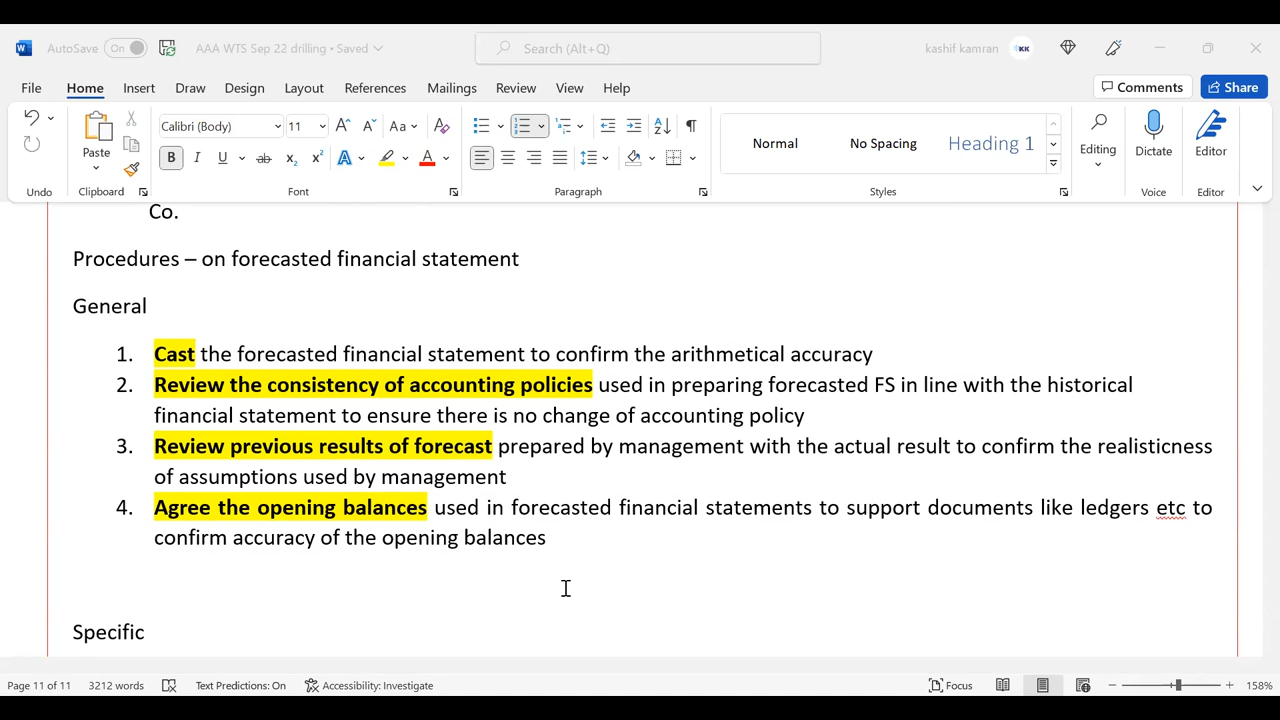 AutoSave On AAA WTS Sep 22 drilling • Saved Search (Alt+Q) kashif kamran KK
File Home Insert Draw Design Layout References Mailings Review View Help Comments Share
Calibri (Body) 11 Aa Normal No Spacing Heading 1
Paste B I U ab x₂ x² A A Editing Dictate Editor
Undo Clipboard Font Paragraph Styles Voice Editor
Co.
Procedures – on forecasted financial statement
General
1. Cast the forecasted financial statement to confirm the arithmetical accuracy
2. Review the consistency of accounting policies used in preparing forecasted FS in line with the historical
financial statement to ensure there is no change of accounting policy
3. Review previous results of forecast prepared by management with the actual result to confirm the realisticness
of assumptions used by management
4. Agree the opening balances used in forecasted financial statements to support documents like ledgers etc to
confirm accuracy of the opening balances
Specific
Page 11 of 11 3212 words Text Predictions: On Accessibility: Investigate Focus 158%